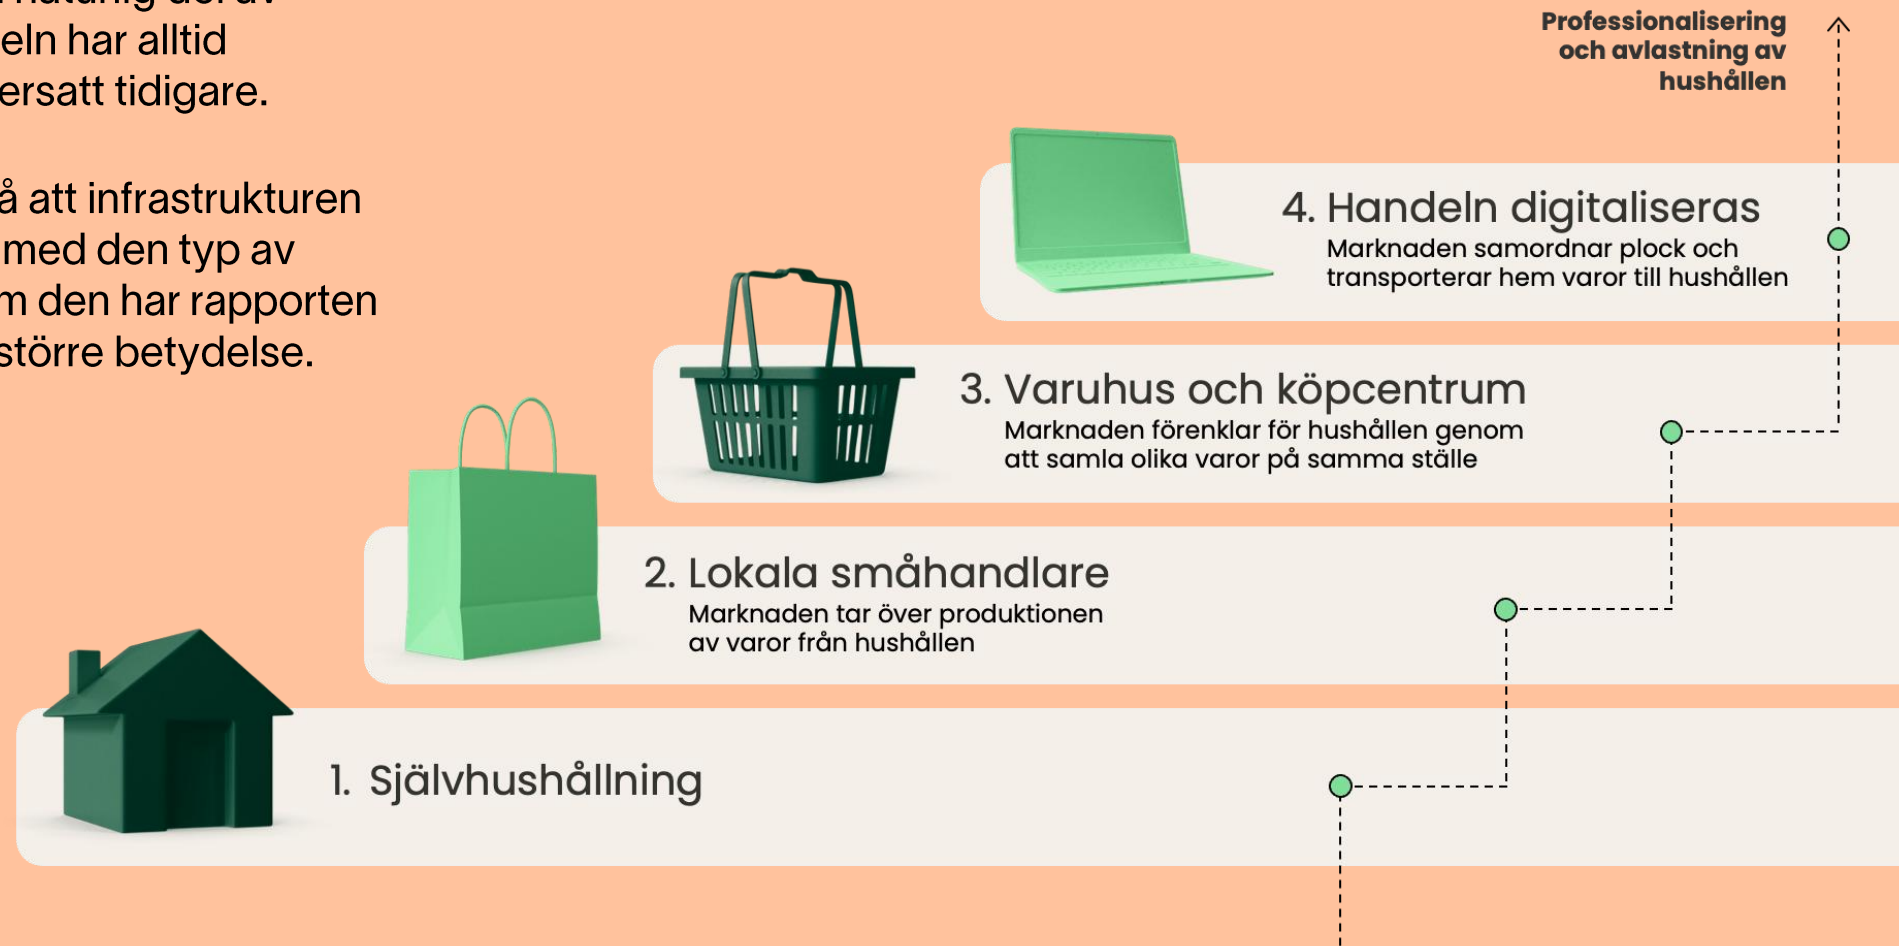 eln har alltid
ersatt tidigare.
å att infrastrukturen
med den typ av
m den har rapporten
större betydelse.
Professionalisering
och avlastning av
hushållen
4. Handeln digitaliseras
Marknaden samordnar plock och
transporterar hem varor till hushållen
3. Varuhus och köpcentrum
Marknaden förenklar för hushållen genom
att samla olika varor på samma ställe
2. Lokala småhandlare
Marknaden tar över produktionen
av varor från hushållen
1. Självhushållning